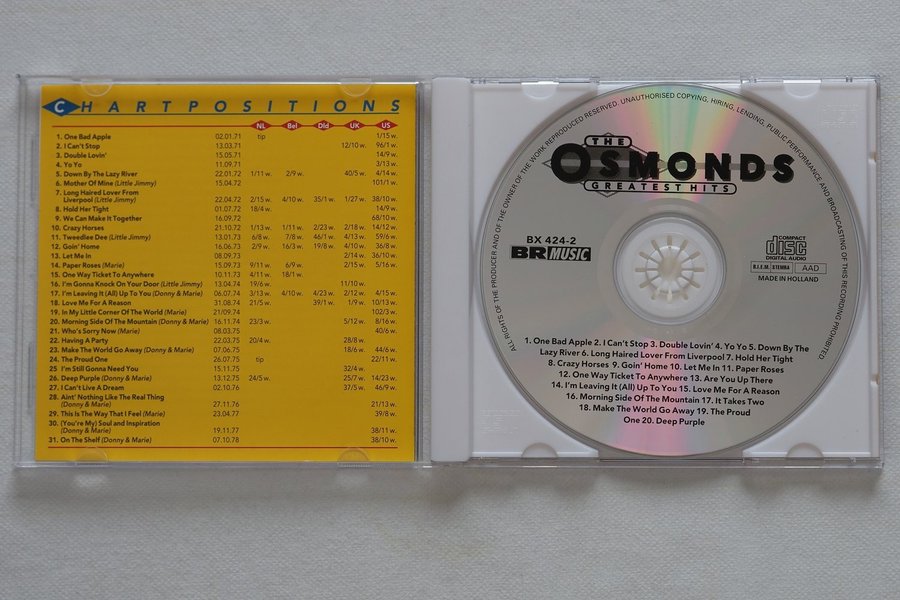 CHARTPOSITIONS
NL Bel Dld UK US
1. One Bad Apple 02.01.71 tip 1/15 w.
2. I Can't Stop 13.03.71 12/10 w. 96/1 w.
3. Double Lovin' 15.05.71 14/9 w.
4. Yo Yo 11.09.71 3/13 w.
5. Down By The Lazy River 22.01.72 1/11 w. 2/9 w. 40/5 w. 4/14 w.
6. Mother Of Mine (Little Jimmy) 15.04.72 101/1 w.
7. Long Haired Lover From
Liverpool (Little Jimmy) 22.04.72 2/15 w. 4/10 w. 35/1 w. 1/27 w. 38/10 w.
8. Hold Her Tight 01.07.72 18/4 w. 14/9 w.
9. We Can Make It Together 16.09.72 68/10 w.
10. Crazy Horses 21.10.72 1/13 w. 1/11 w. 2/23 w. 2/18 w. 14/12 w.
11. Tweedlee Dee (Little Jimmy) 13.01.73 6/8 w. 7/8 w. 46/1 w. 4/13 w. 59/6 w.
12. Goin' Home 16.06.73 2/9 w. 16/3 w. 19/8 w. 4/10 w. 36/8 w.
13. Let Me In 08.09.73 2/14 w. 36/10 w.
14. Paper Roses (Marie) 15.09.73 9/11 w. 6/9 w. 2/15 w. 5/16 w.
15. One Way Ticket To Anywhere 10.11.73 4/11 w. 18/1 w.
16. I'm Gonna Knock On Your Door (Little Jimmy) 13.04.74 19/6 w. 11/10 w.
17. I'm Leaving It (All) Up To You (Donny & Marie) 06.07.74 3/13 w. 4/10 w. 4/23 w. 2/12 w. 4/15 w.
18. Love Me For A Reason 31.08.74 21/5 w. 39/1 w. 1/9 w. 10/13 w.
19. In My Little Corner Of The World (Marie) 21/09.74 102/3 w.
20. Morning Side Of The Mountain (Donny & Marie) 16.11.74 23/3 w. 5/12 w. 8/16 w.
21. Who's Sorry Now (Marie) 08.03.75 40/6 w.
22. Having A Party 22.03.75 20/4 w. 28/8 w.
23. Make The World Go Away (Donny & Marie) 07.06.75 18/6 w. 44/6 w.
24. The Proud One 26.07.75 tip 22/11 w.
25 I'm Still Gonna Need You 15.11.75 32/4 w.
26. Deep Purple (Donny & Marie) 13.12.75 24/5 w. 25/7 w. 14/23 w.
27. I Can't Live A Dream 02.10.76 37/5 w. 46/9 w.
28. Aint' Nothing Like The Real Thing
(Donny & Marie) 27.11.76 21/13 w.
29. This Is The Way That I Feel (Marie) 23.04.77 39/8 w.
30. (You're My) Soul and Inspiration
(Donny & Marie) 19.11.77 38/11 w.
31. On The Shelf (Donny & Marie) 07.10.78 38/10 w.
ALL RIGHTS OF THE PRODUCER AND OF THE OWNER OF THE WORK REPRODUCED RESERVED. UNAUTHORISED COPYING, HIRING, LENDING, PUBLIC PERFORMANCE AND BROADCASTING OF THIS RECORDING PROHIBITED.
THE
OSMONDS
GREATEST HITS
BX 424-2
BR MUSIC
COMPACT
disc
DIGITAL AUDIO
B.I.E.M. STEMRA AAD
MADE IN HOLLAND
1. One Bad Apple 2. I Can't Stop 3. Double Lovin' 4. Yo Yo 5. Down By The
Lazy River 6. Long Haired Lover From Liverpool 7. Hold Her Tight
8. Crazy Horses 9. Goin' Home 10. Let Me In 11. Paper Roses
12. One Way Ticket To Anywhere 13. Are You Up There
14. I'm Leaving It (All) Up To You 15. Love Me For A Reason
16. Morning Side Of The Mountain 17. It Takes Two
18. Make The World Go Away 19. The Proud
One 20. Deep Purple